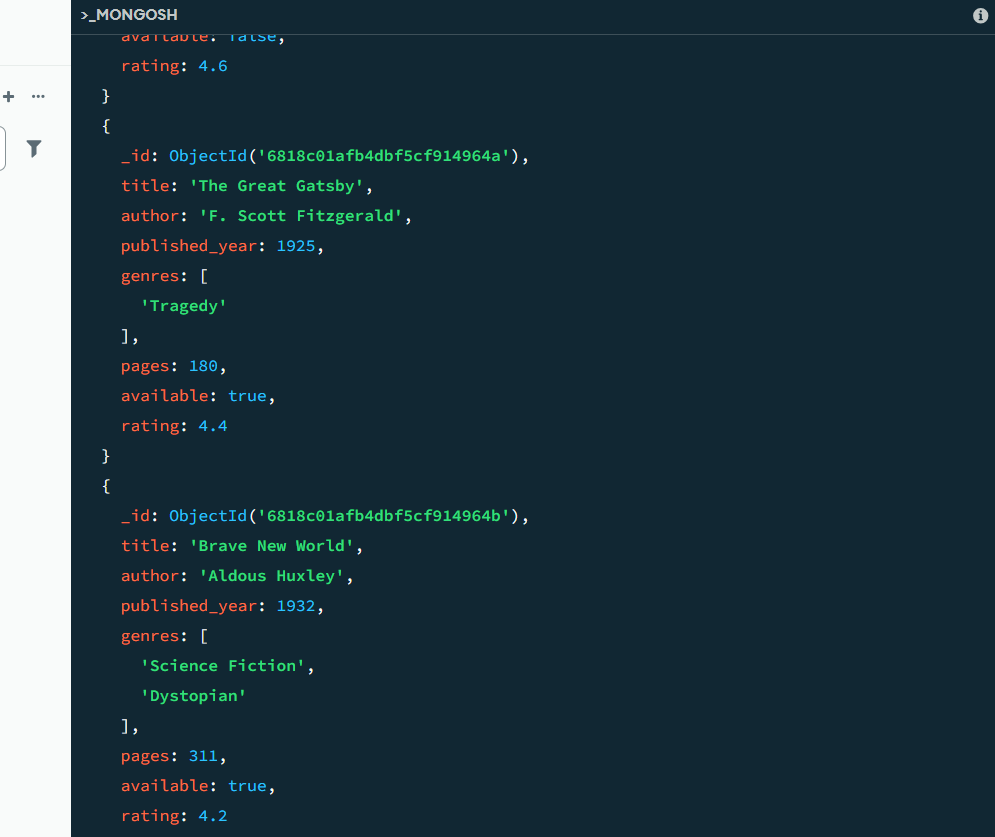 >_MONGOSH
available: false,
rating: 4.6
}
{
_id: ObjectId('6818c01afb4dbf5cf914964a'),
title: 'The Great Gatsby',
author: 'F. Scott Fitzgerald',
published_year: 1925,
genres: [
'Tragedy'
],
pages: 180,
available: true,
rating: 4.4
}
{
_id: ObjectId('6818c01afb4dbf5cf914964b'),
title: 'Brave New World',
author: 'Aldous Huxley',
published_year: 1932,
genres: [
'Science Fiction',
'Dystopian'
],
pages: 311,
available: true,
rating: 4.2